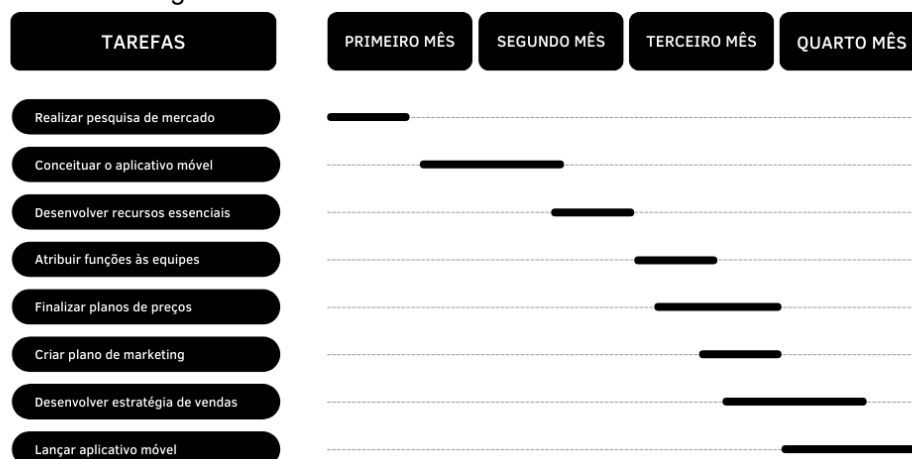 TAREFAS
PRIMEIRO MÊS
SEGUNDO MÊS
TERCEIRO MÊS
QUARTO MÊS
Realizar pesquisa de mercado
Conceituar o aplicativo móvel
Desenvolver recursos essenciais
Atribuir funções às equipes
Finalizar planos de preços
Criar plano de marketing
Desenvolver estratégia de vendas
Lançar aplicativo móvel